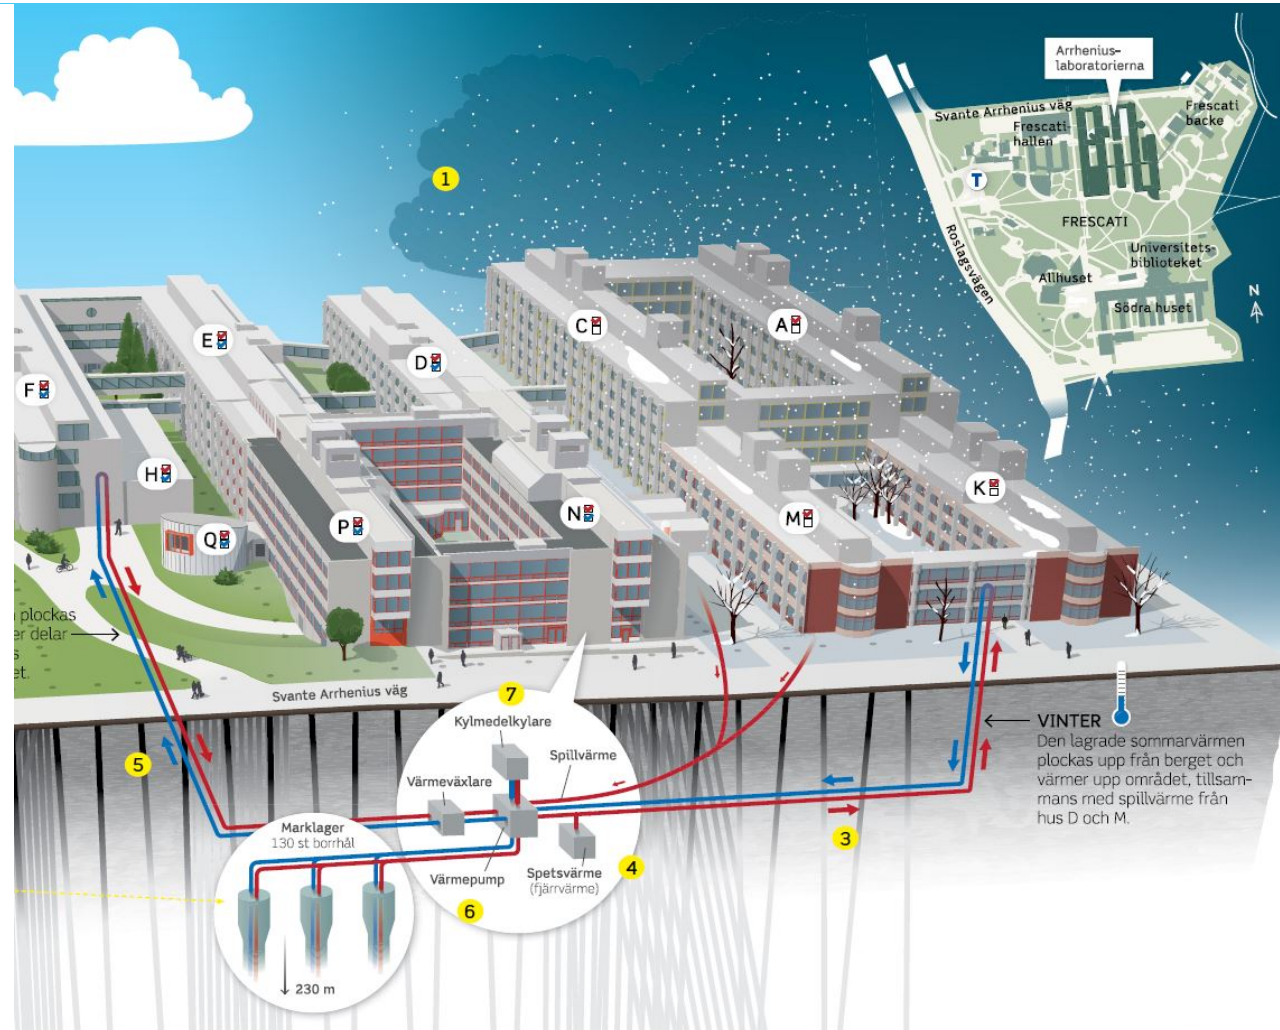 Arrhenius-
laboratorierna
Svante Arrhenius väg
Frescati-
hallen
Frescati
backe
T
FRESCATI
Roslagsvägen
Universitets-
biblioteket
Allhuset
Södra huset
N
1
F
E
D
C
A
H
Q
P
N
M
K
plockas
er delar
s
et.
Svante Arrhenius väg
5
7
Kylmedelkylare
Spillvärme
Värmeväxlare
Värmepump
Spetsvärme
(fjärrvärme)
4
6
3
Marklager
130 st borrhål
230 m
VINTER
Den lagrade sommarvärmen
plockas upp från berget och
värmer upp området, tillsam-
mans med spillvärme från
hus D och M.